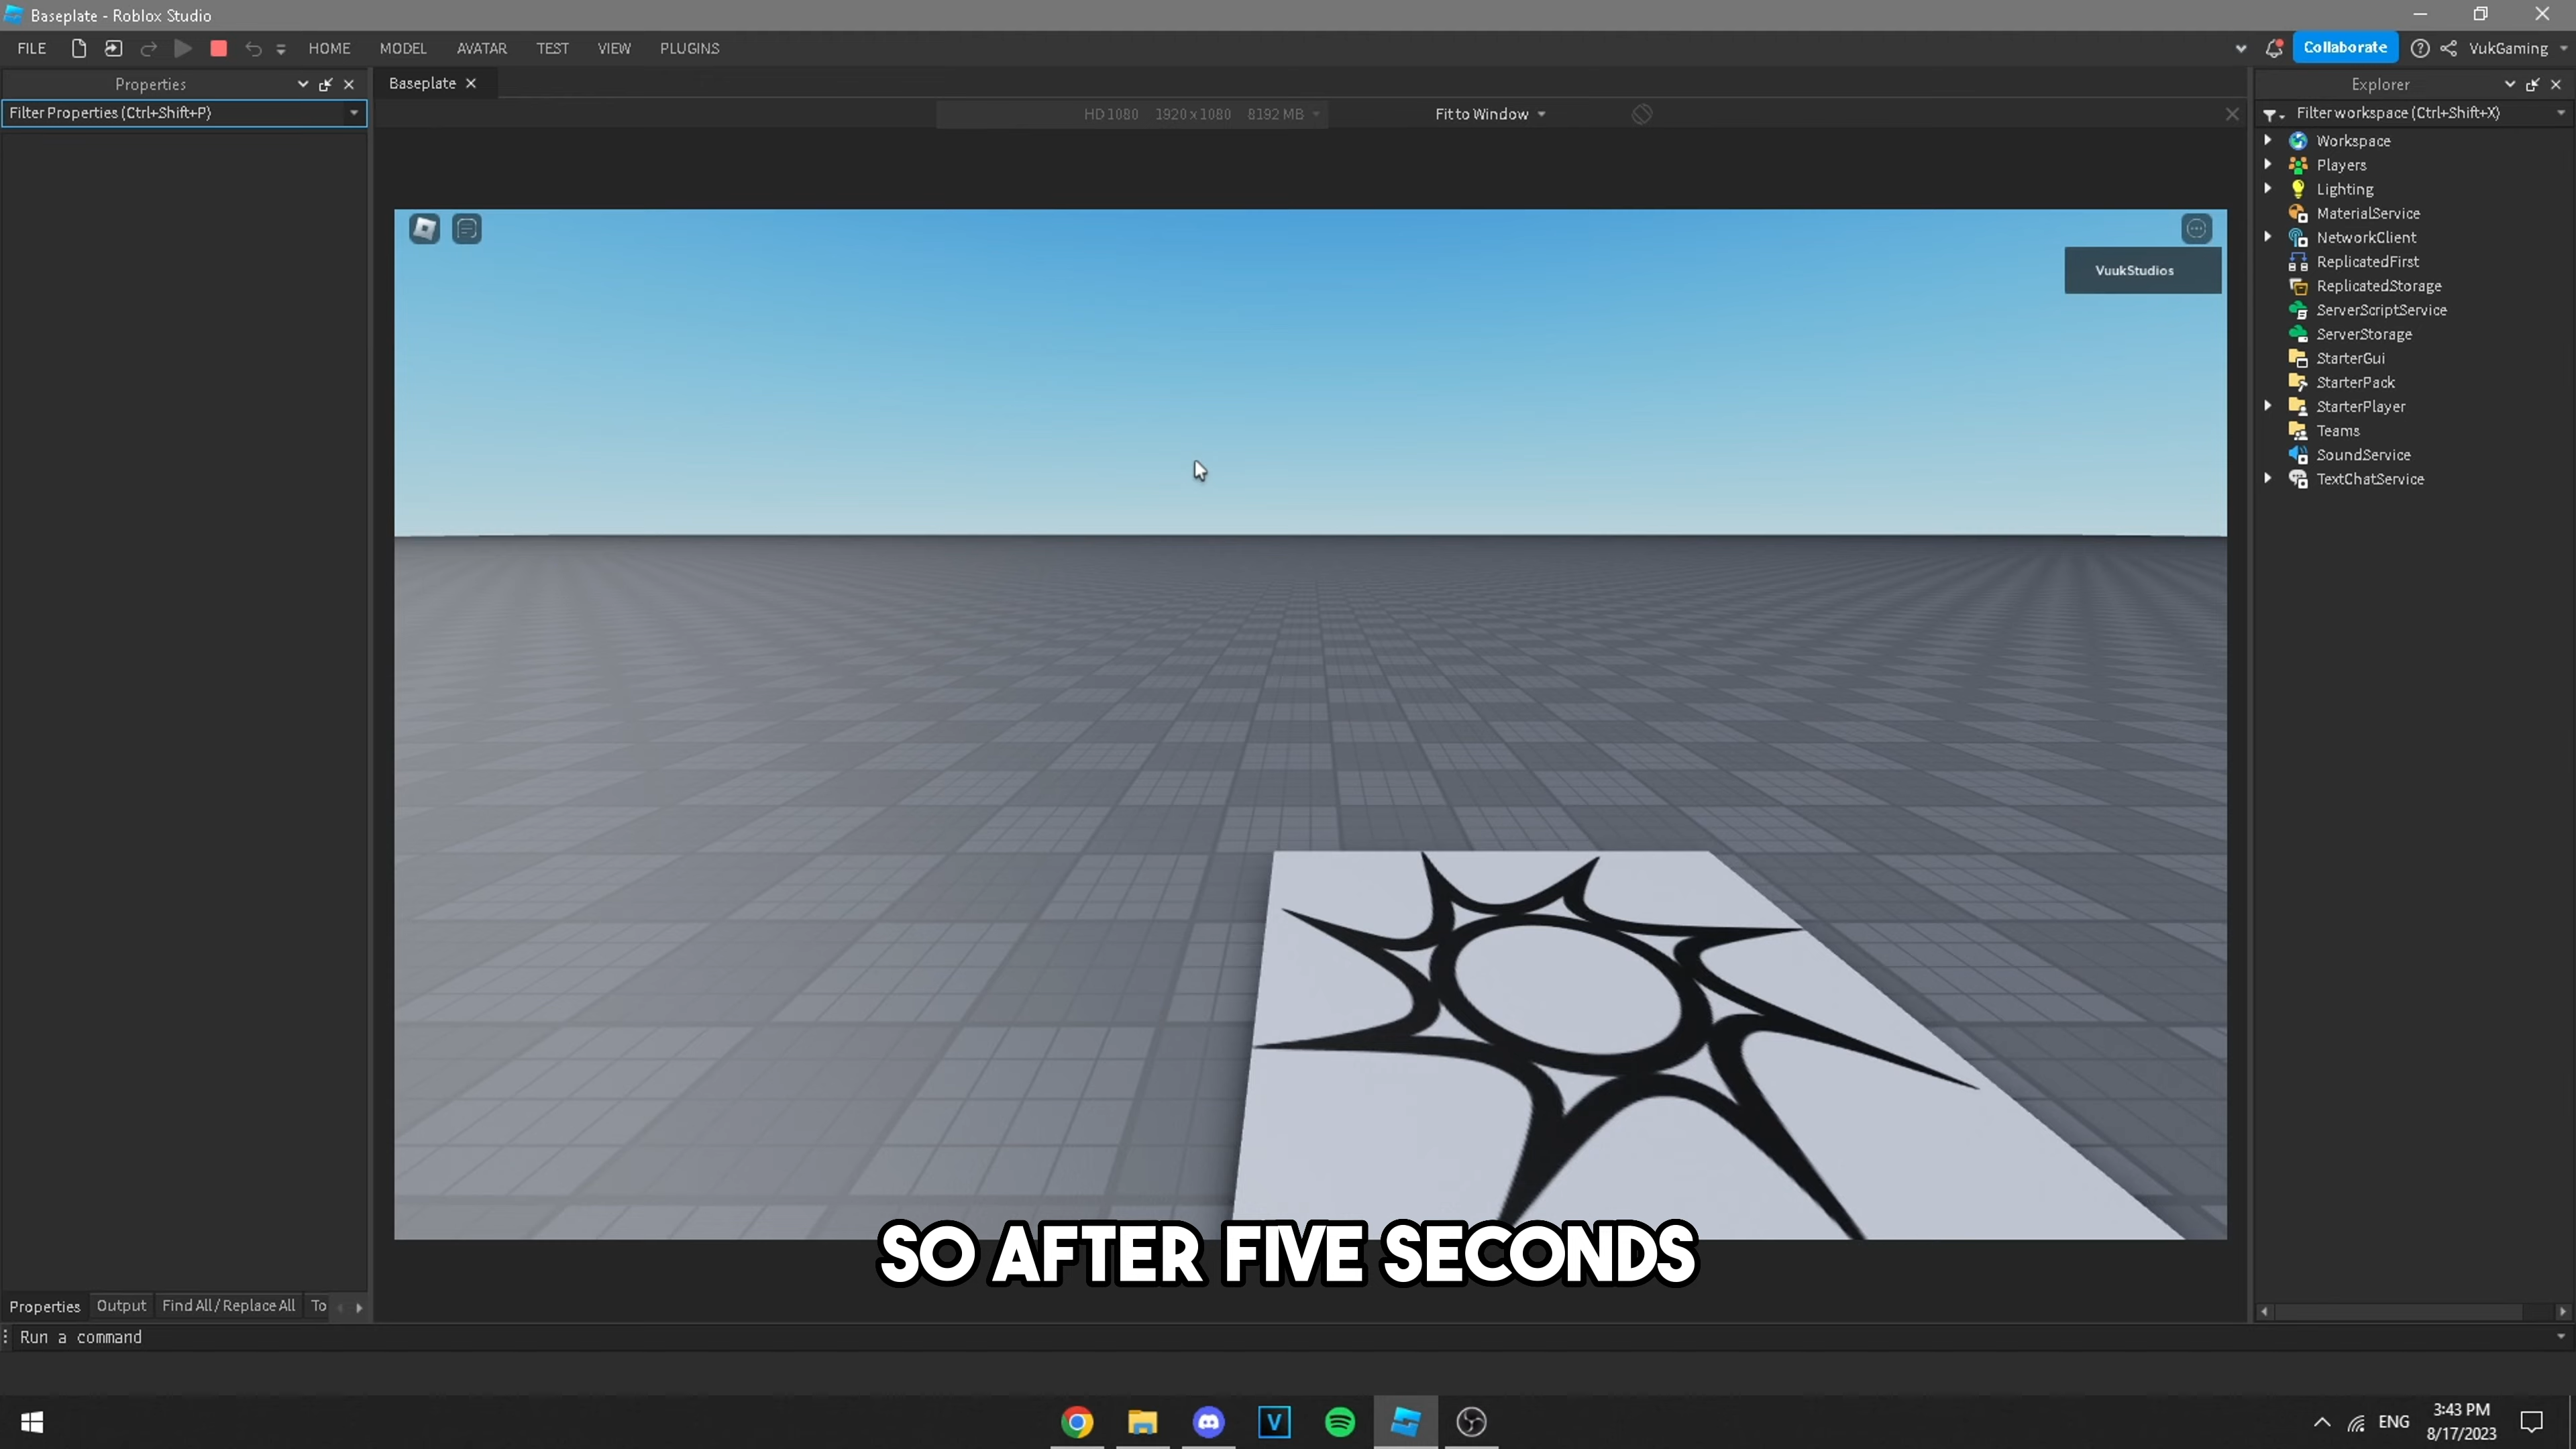 Baseplate - Roblox Studio
FILE HOME MODEL AVATAR TEST VIEW PLUGINS Collaborate VukGaming
Properties
Filter Properties (Ctrl+Shift+P)
Baseplate
HD 1080 1920 x 1080 8192 MB Fit to Window
VuukStudios
Explorer
Filter workspace (Ctrl+Shift+X)
Workspace
Players
Lighting
MaterialService
NetworkClient
ReplicatedFirst
ReplicatedStorage
ServerScriptService
ServerStorage
StarterGui
StarterPack
StarterPlayer
Teams
SoundService
TextChatService
SO AFTER FIVE SECONDS
Properties Output Find All / Replace All To
Run a command
V
ENG
3:43 PM
8/17/2023